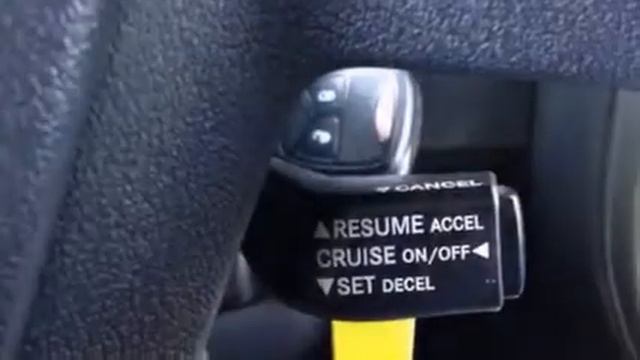 ▼CANCEL
▲RESUME ACCEL
CRUISE ON/OFF◄
▼SET DECEL